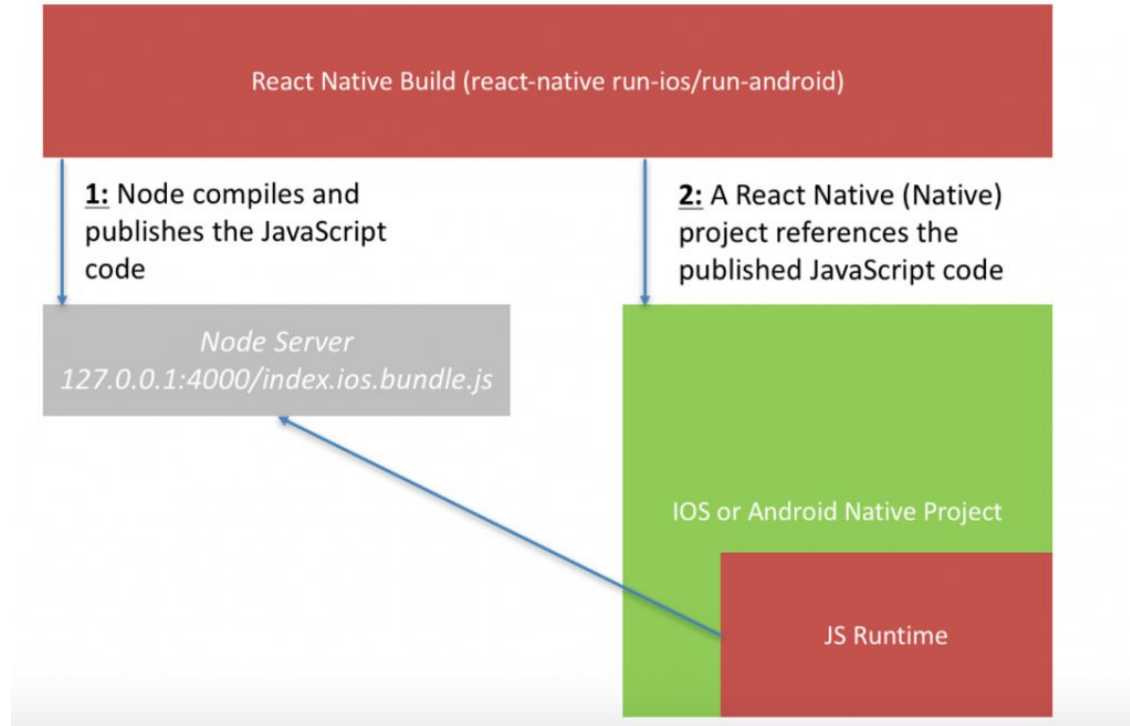 React Native Build (react-native run-ios/run-android)
1: Node compiles and
publishes the JavaScript
code
2: A React Native (Native)
project references the
published JavaScript code
Node Server
127.0.0.1:4000/index.ios.bundle.js
IOS or Android Native Project
JS Runtime